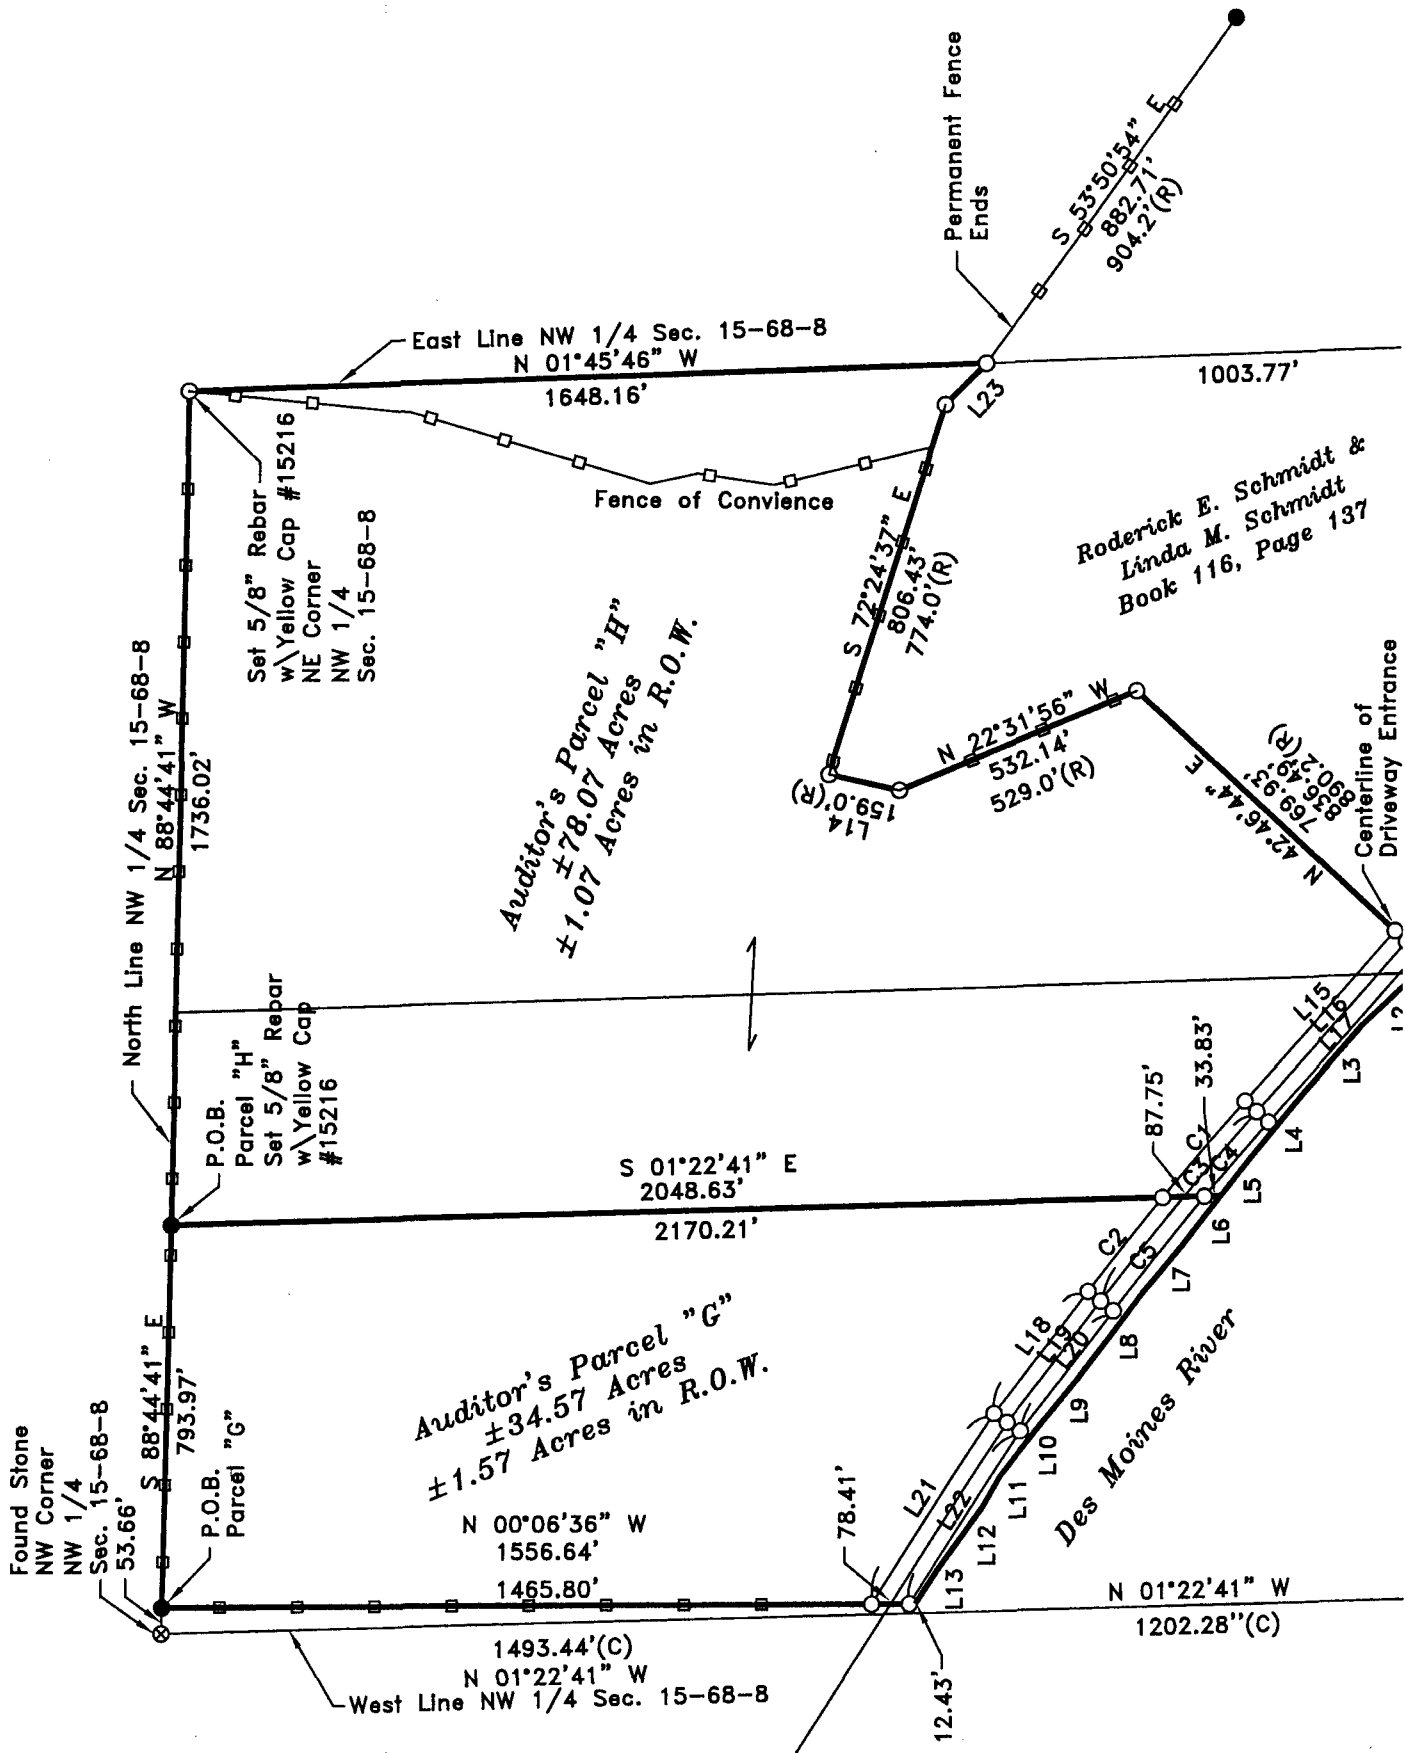 Found Stone
NW Corner
NW 1/4
Sec. 15-68-8
53.66'
S 88°44'41" E
793.97'
P.O.B.
Parcel "G"
North Line NW 1/4 Sec. 15-68-8
N 88°44'41" W
1736.02'
P.O.B.
Parcel "H"
Set 5/8" Rebar
w\Yellow Cap
#15216
Set 5/8" Rebar
w\Yellow Cap #15216
NE Corner
NW 1/4
Sec. 15-68-8
East Line NW 1/4 Sec. 15-68-8
N 01°45'46" W
1648.16'
Fence of Convience
Permanent Fence
Ends
S 53°50'54" E
882.71'
904.2'(R)
1003.77'
L23
S 72°24'37" E
806.43'
774.0'(R)
L14
159.0'(R)
N 22°31'56" W
532.14'
529.0'(R)
Roderick E. Schmidt &
Linda M. Schmidt
Book 116, Page 137
N 42°46'44" E
769.93'
836.49'
890.2'(R)
Centerline of
Driveway Entrance
Auditor's Parcel "H"
±78.07 Acres
±1.07 Acres in R.O.W.
S 01°22'41" E
2048.63'
2170.21'
87.75'
33.83'
L15
L16
L17
L2
L3
L4
L5
L6
L7
L8
L9
L10
L11
L12
L13
C1
C3
C4
C2
C5
L18
L19
L20
L21
L22
Auditor's Parcel "G"
±34.57 Acres
±1.57 Acres in R.O.W.
Des Moines River
N 00°06'36" W
1556.64'
1465.80'
78.41'
12.43'
1493.44'(C)
N 01°22'41" W
West Line NW 1/4 Sec. 15-68-8
N 01°22'41" W
1202.28"(C)